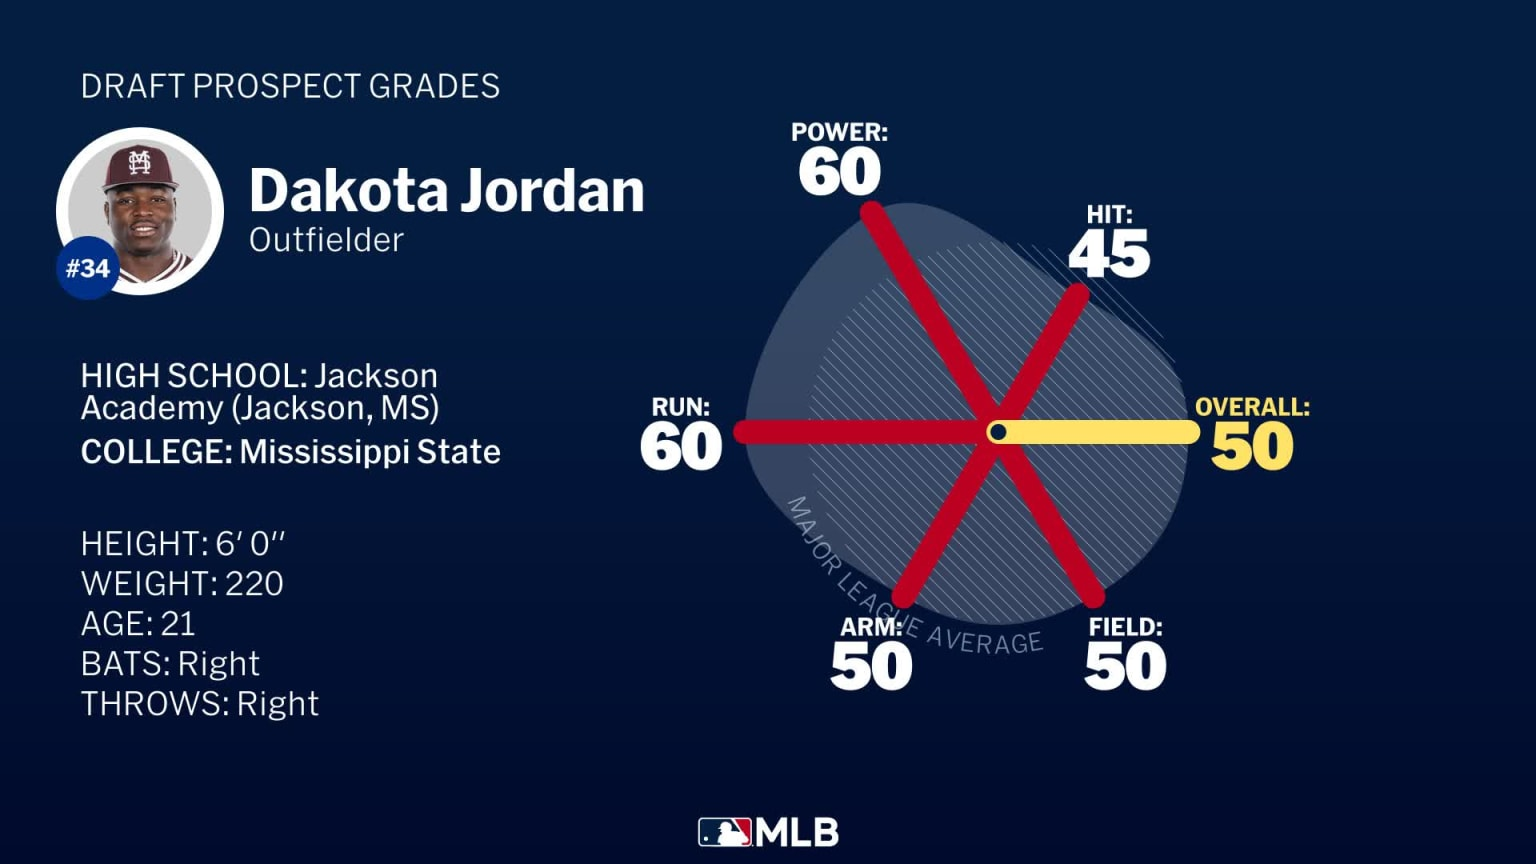 DRAFT PROSPECT GRADES
Dakota Jordan
Outfielder
#34
HIGH SCHOOL: Jackson
Academy (Jackson, MS)
COLLEGE: Mississippi State
HEIGHT: 6' 0''
WEIGHT: 220
AGE: 21
BATS: Right
THROWS: Right
POWER:
60
HIT:
45
RUN:
60
OVERALL:
50
ARM:
50
FIELD:
50
MAJOR LEAGUE AVERAGE
MLB